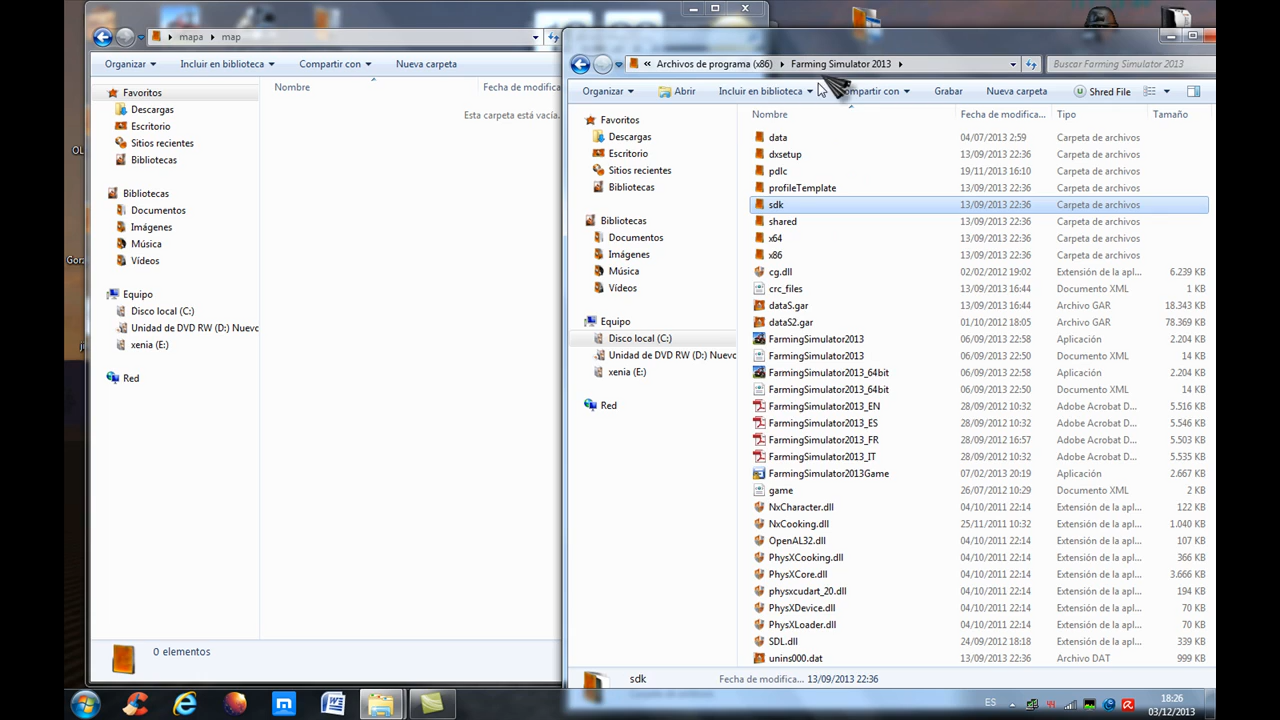 mapa ▸ map
Organizar
Incluir en biblioteca
Compartir con
Nueva carpeta
Favoritos
Descargas
Escritorio
Sitios recientes
Bibliotecas
Bibliotecas
Documentos
Imágenes
Música
Vídeos
Equipo
Disco local (C:)
Unidad de DVD RW (D:) Nuevo
xenia (E:)
Red
Nombre
Fecha de modifica
Esta carpeta está vacía.
0 elementos
« Archivos de programa (x86) ▸ Farming Simulator 2013 ▸
Buscar Farming Simulator 2013
Organizar
Abrir
Incluir en biblioteca
ompartir con
Grabar
Nueva carpeta
Shred File
Favoritos
Descargas
Escritorio
Sitios recientes
Bibliotecas
Bibliotecas
Documentos
Imágenes
Música
Vídeos
Equipo
Disco local (C:)
Unidad de DVD RW (D:) Nuevo
xenia (E:)
Red
Nombre Fecha de modifica... Tipo Tamaño
data 04/07/2013 2:59 Carpeta de archivos
dxsetup 13/09/2013 22:36 Carpeta de archivos
pdlc 19/11/2013 16:10 Carpeta de archivos
profileTemplate 13/09/2013 22:36 Carpeta de archivos
sdk 13/09/2013 22:36 Carpeta de archivos
shared 13/09/2013 22:36 Carpeta de archivos
x64 13/09/2013 22:36 Carpeta de archivos
x86 13/09/2013 22:36 Carpeta de archivos
cg.dll 02/02/2012 19:02 Extensión de la apl... 6.239 KB
crc_files 13/09/2013 16:44 Documento XML 1 KB
dataS.gar 13/09/2013 16:44 Archivo GAR 18.343 KB
dataS2.gar 01/10/2012 18:05 Archivo GAR 78.369 KB
FarmingSimulator2013 06/09/2013 22:58 Aplicación 2.204 KB
FarmingSimulator2013 06/09/2013 22:50 Documento XML 14 KB
FarmingSimulator2013_64bit 06/09/2013 22:58 Aplicación 2.204 KB
FarmingSimulator2013_64bit 06/09/2013 22:50 Documento XML 14 KB
FarmingSimulator2013_EN 28/09/2012 10:32 Adobe Acrobat D... 5.516 KB
FarmingSimulator2013_ES 28/09/2012 10:32 Adobe Acrobat D... 5.546 KB
FarmingSimulator2013_FR 28/09/2012 16:57 Adobe Acrobat D... 5.503 KB
FarmingSimulator2013_IT 28/09/2012 10:32 Adobe Acrobat D... 5.535 KB
FarmingSimulator2013Game 07/02/2013 20:19 Aplicación 2.667 KB
game 26/07/2012 10:29 Documento XML 2 KB
NxCharacter.dll 04/10/2011 22:14 Extensión de la apl... 122 KB
NxCooking.dll 25/11/2011 10:32 Extensión de la apl... 1.040 KB
OpenAL32.dll 04/10/2011 22:14 Extensión de la apl... 107 KB
PhysXCooking.dll 04/10/2011 22:14 Extensión de la apl... 366 KB
PhysXCore.dll 04/10/2011 22:14 Extensión de la apl... 3.666 KB
physxcudart_20.dll 04/10/2011 22:14 Extensión de la apl... 194 KB
PhysXDevice.dll 04/10/2011 22:14 Extensión de la apl... 70 KB
PhysXLoader.dll 04/10/2011 22:14 Extensión de la apl... 70 KB
SDL.dll 24/09/2012 18:18 Extensión de la apl... 339 KB
unins000.dat 13/09/2013 22:36 Archivo DAT 999 KB
sdk Fecha de modifica... 13/09/2013 22:36
ES
18:26
03/12/2013